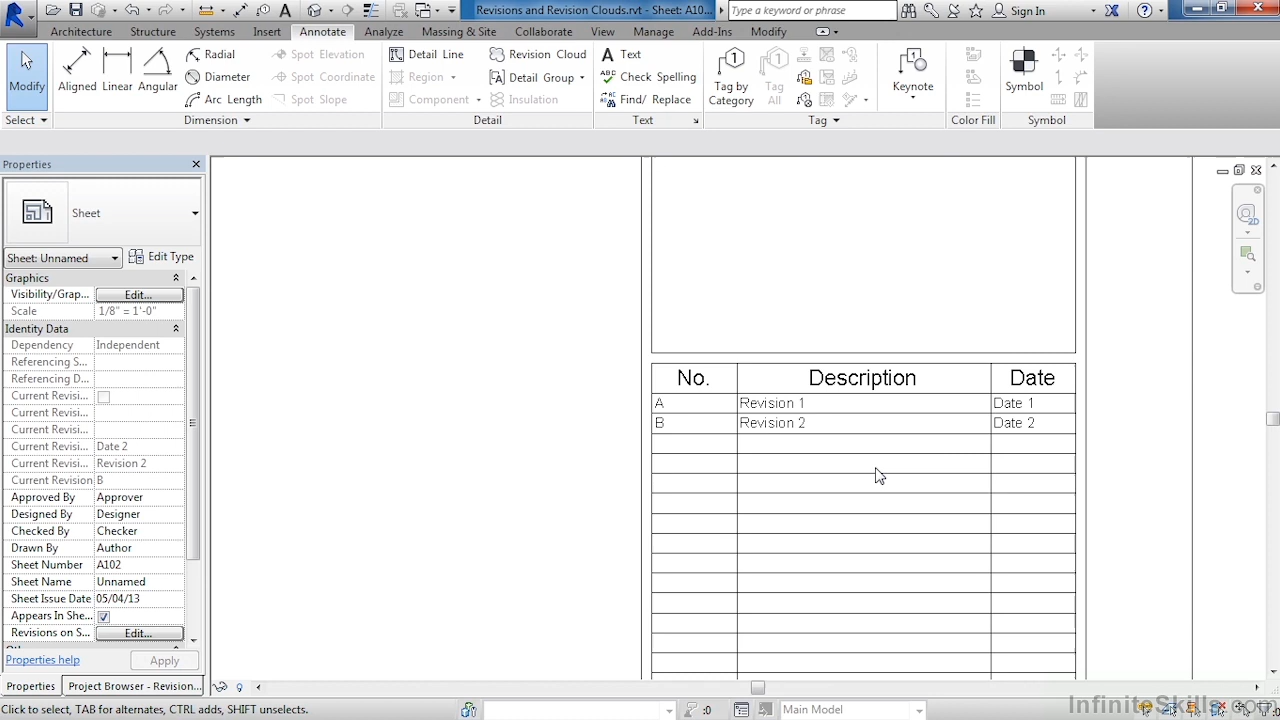 Revisions and Revision Clouds.rvt - Sheet: A10...
Type a keyword or phrase
Sign In
Architecture Structure Systems Insert Annotate Analyze Massing & Site Collaborate View Manage Add-Ins Modify
Modify
Select
Aligned
Linear
Angular
Radial
Diameter
Arc Length
Spot Elevation
Spot Coordinate
Spot Slope
Dimension
Detail Line
Region
Component
Revision Cloud
Detail Group
Insulation
Detail
Text
Check Spelling
Find/ Replace
Text
Tag by
Category
Tag
All
Tag
Keynote
Color Fill
Symbol
Symbol
Properties
Sheet
Sheet: Unnamed
Edit Type
Graphics
Visibility/Grap... Edit...
Scale 1/8" = 1'-0"
Identity Data
Dependency Independent
Referencing S...
Referencing D...
Current Revisi...
Current Revisi...
Current Revisi...
Current Revisi... Date 2
Current Revisi... Revision 2
Current Revision B
Approved By Approver
Designed By Designer
Checked By Checker
Drawn By Author
Sheet Number A102
Sheet Name Unnamed
Sheet Issue Date 05/04/13
Appears In She...
Revisions on S... Edit...
Properties help
Apply
Properties
Project Browser - Revision...
No. Description Date
A Revision 1 Date 1
B Revision 2 Date 2
2D
Click to select, TAB for alternates, CTRL adds, SHIFT unselects.
:0
Main Model
InfiniteSkills.com